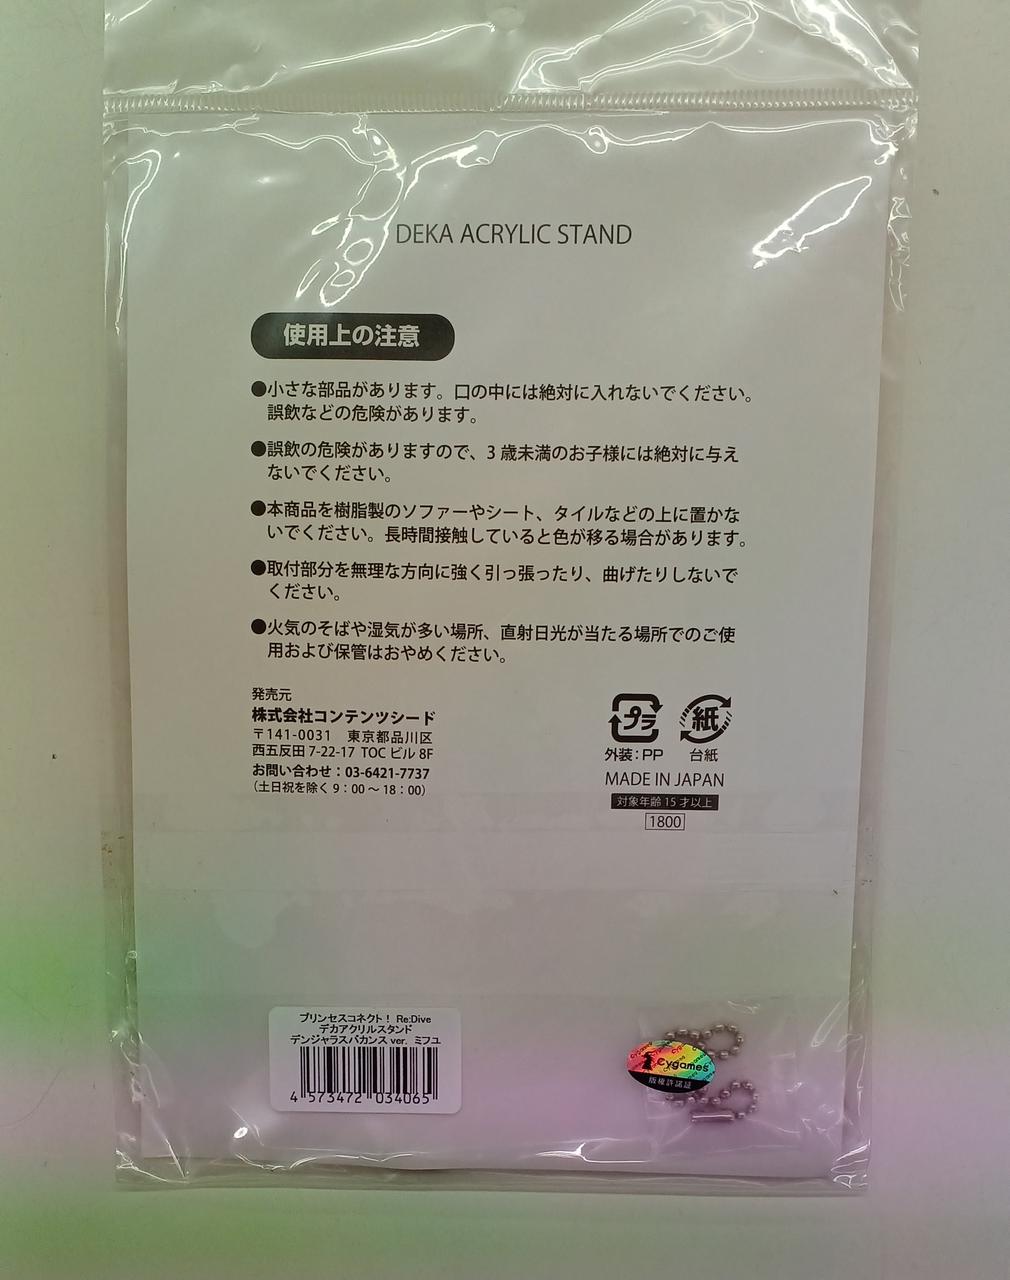 DEKA ACRYLIC STAND
使用上の注意
●小さな部品があります。口の中には絶対に入れないでください。
誤飲などの危険があります。
●誤飲の危険がありますので、3 歳未満のお子様には絶対に与え
ないでください。
●本商品を樹脂製のソファーやシート、タイルなどの上に置かな
いでください。長時間接触していると色が移る場合があります。
●取付部分を無理な方向に強く引っ張ったり、曲げたりしないで
ください。
●火気のそばや湿気が多い場所、直射日光が当たる場所でのご使
用および保管はおやめください。
発売元
株式会社コンテンツシード
〒141-0031 東京都品川区
西五反田 7-22-17 TOC ビル 8F
お問い合わせ：03-6421-7737
（土日祝を除く 9：00 〜 18：00）
プラ
紙
外装：PP
台紙
MADE IN JAPAN
対象年齢 15 才以上
1800
プリンセスコネクト！ Re:Dive
デカアクリルスタンド
デンジャラスバカンス ver. ミフユ
4 573472 034065
Cygames
版権許諾証